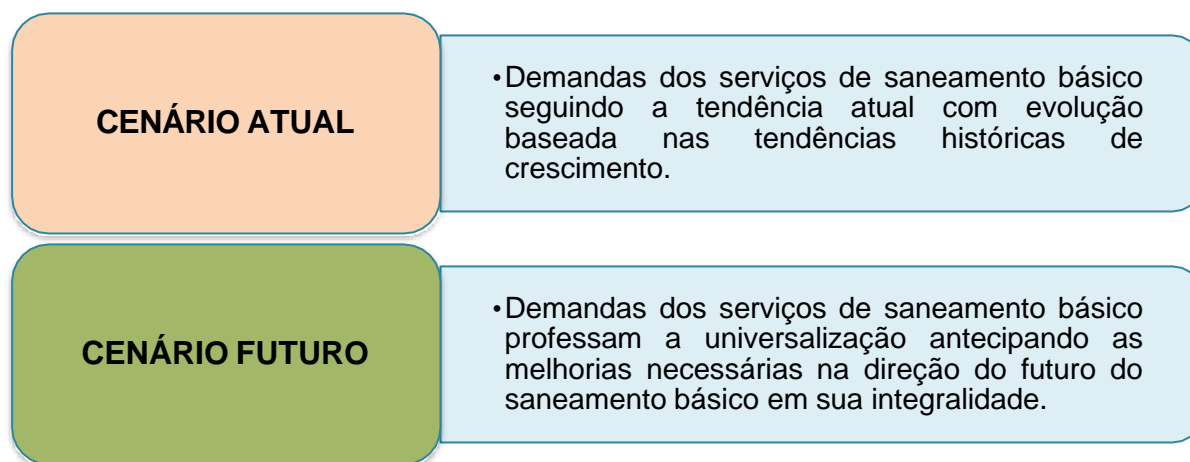 CENÁRIO ATUAL
•Demandas dos serviços de saneamento básico
seguindo a tendência atual com evolução
baseada nas tendências históricas de
crescimento.
CENÁRIO FUTURO
•Demandas dos serviços de saneamento básico
professam a universalização antecipando as
melhorias necessárias na direção do futuro do
saneamento básico em sua integralidade.